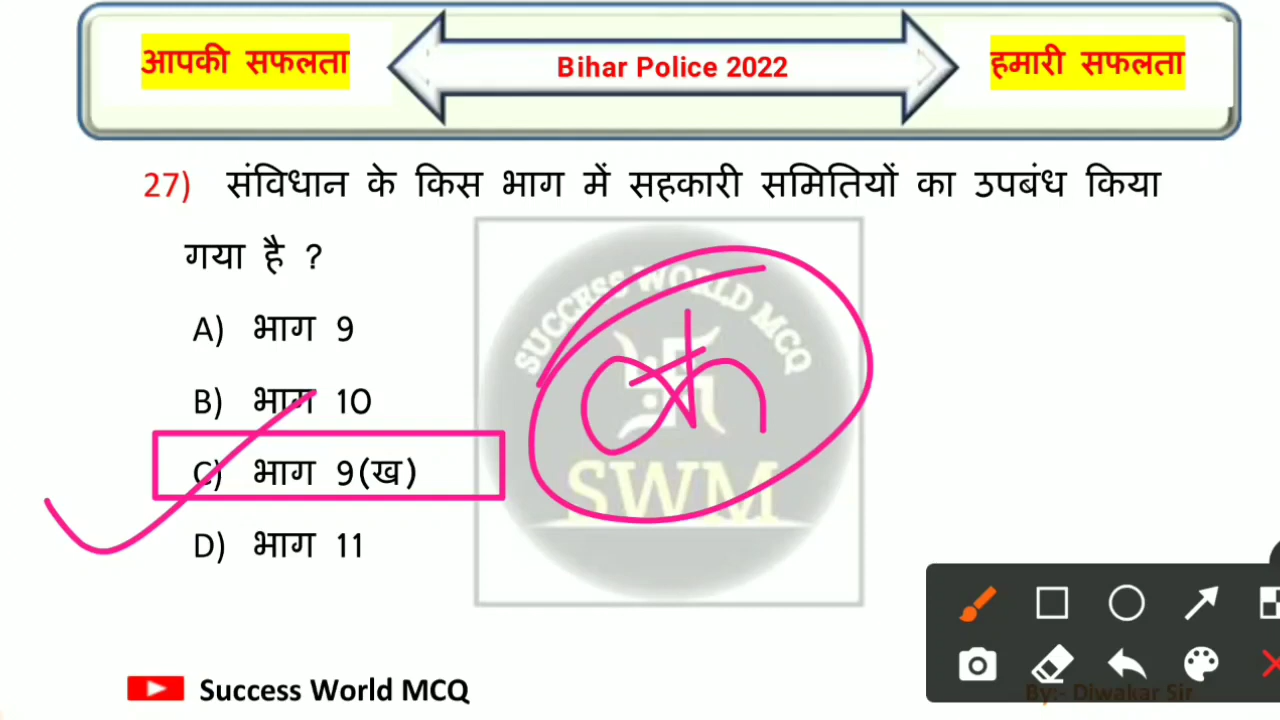 आपकी सफलता
Bihar Police 2022
हमारी सफलता
27) संविधान के किस भाग में सहकारी समितियों का उपबंध किया
गया है ?
A) भाग 9
B) भाग 10
C) भाग 9(ख)
D) भाग 11
SUCCESS WORLD MCQ
SWM
Success World MCQ
By:- Diwakar Sir